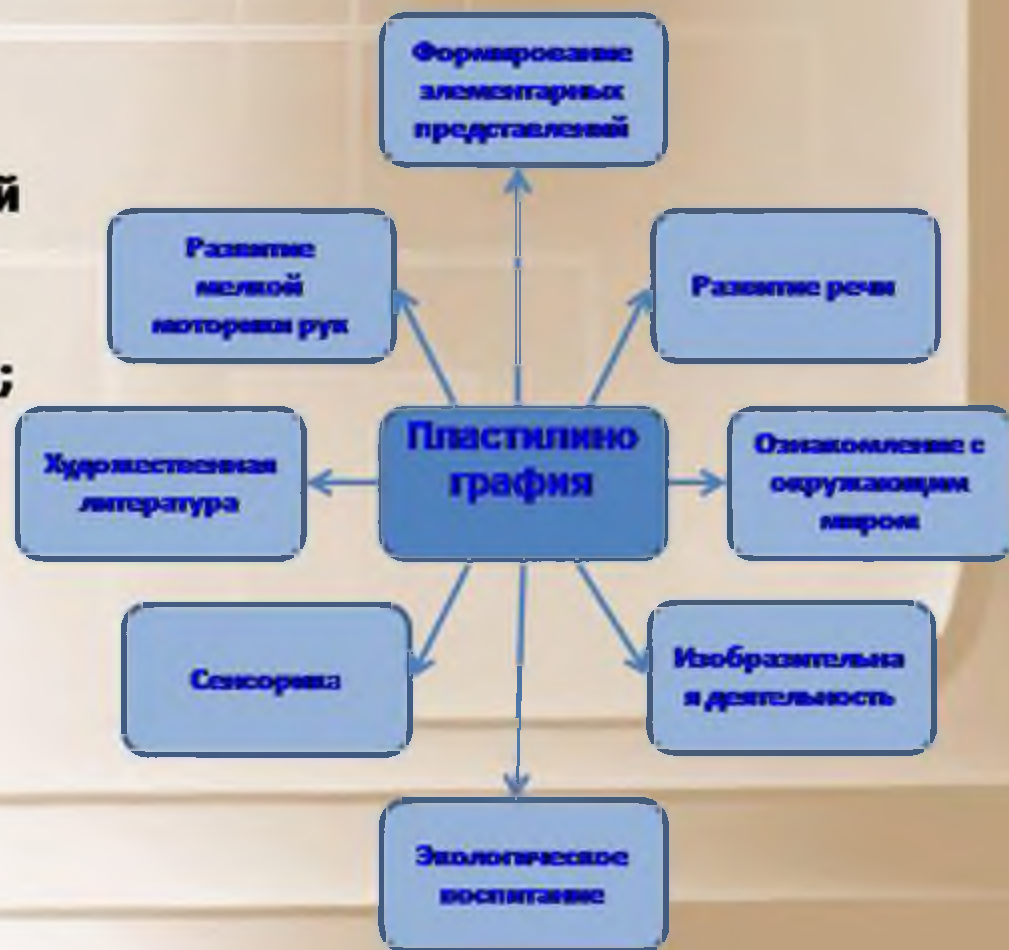 Формирование
элементарных
представлений
й
Развитие
мелкой
моторики рук
Развитие речи
;
Художественная
литература
Пластилино
графия
Ознакомление с
окружающим
миром
Сенсорика
Изобразительна
я деятельность
Экологическое
воспитание